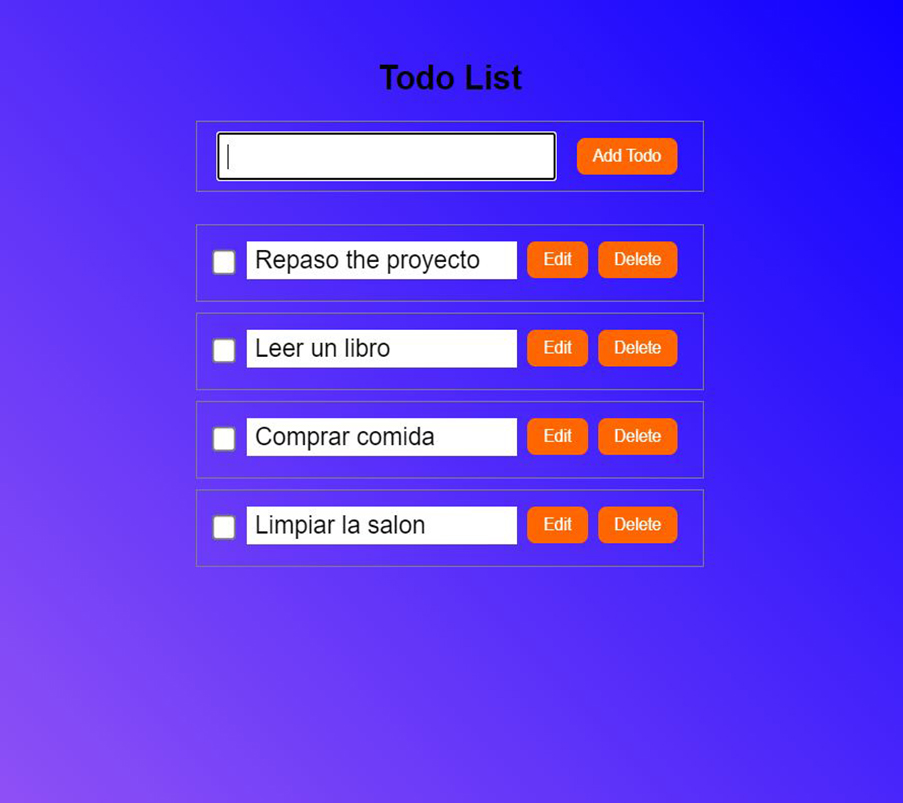 Todo List
Add Todo
Repaso the proyecto Edit Delete
Leer un libro Edit Delete
Comprar comida Edit Delete
Limpiar la salon Edit Delete